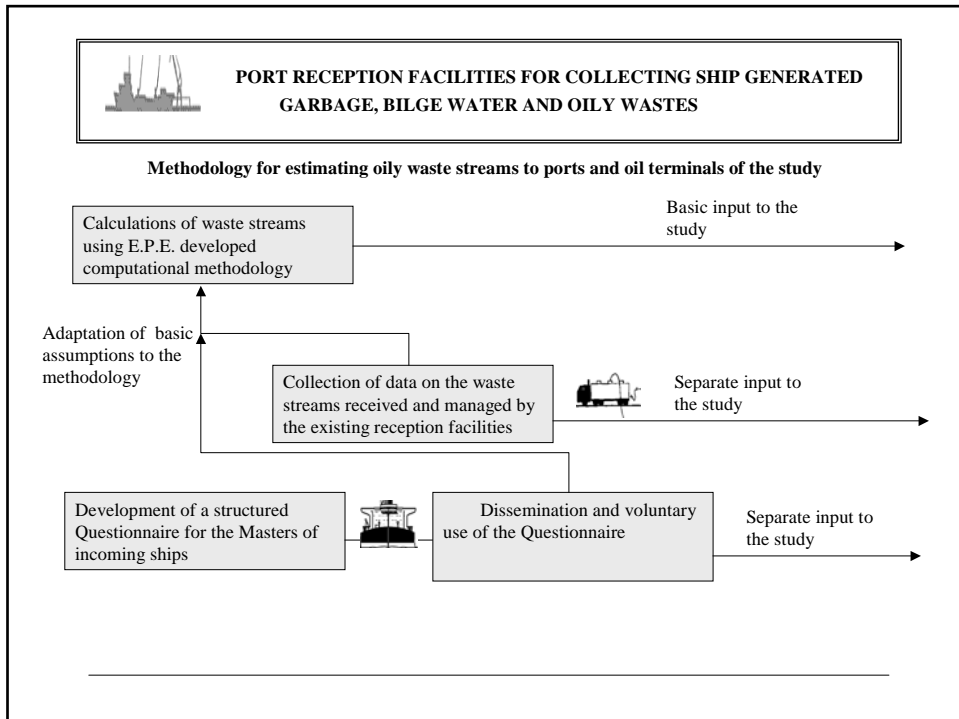 PORT RECEPTION FACILITIES FOR COLLECTING SHIP GENERATED
GARBAGE, BILGE WATER AND OILY WASTES
Methodology for estimating oily waste streams to ports and oil terminals of the study
Calculations of waste streams
using E.P.E. developed
computational methodology
Basic input to the
study
Adaptation of basic
assumptions to the
methodology
Collection of data on the waste
streams received and managed by
the existing reception facilities
Separate input to
the study
Development of a structured
Questionnaire for the Masters of
incoming ships
Dissemination and voluntary
use of the Questionnaire
Separate input to
the study